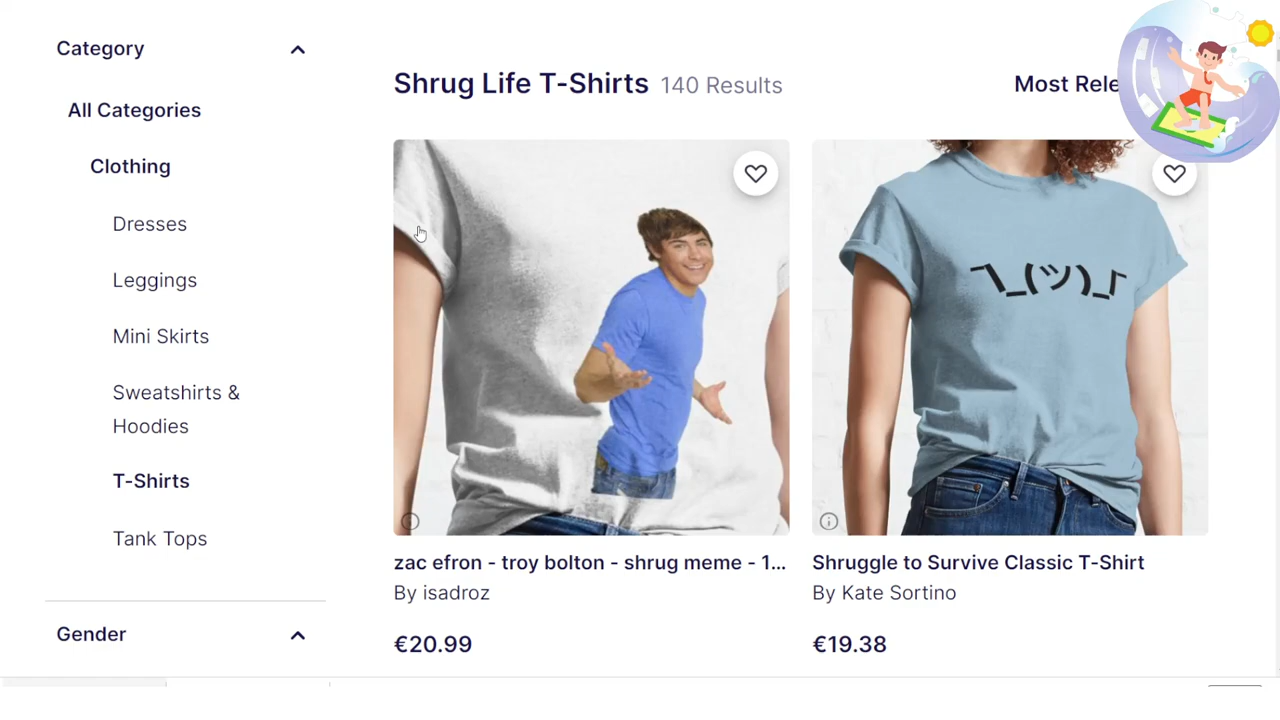 Category
All Categories
Clothing
Dresses
Leggings
Mini Skirts
Sweatshirts &
Hoodies
T-Shirts
Tank Tops
Gender
Shrug Life T-Shirts 140 Results
Most Rele
¯\_(ツ)_/¯
zac efron - troy bolton - shrug meme - 1...
By isadroz
€20.99
Shruggle to Survive Classic T-Shirt
By Kate Sortino
€19.38